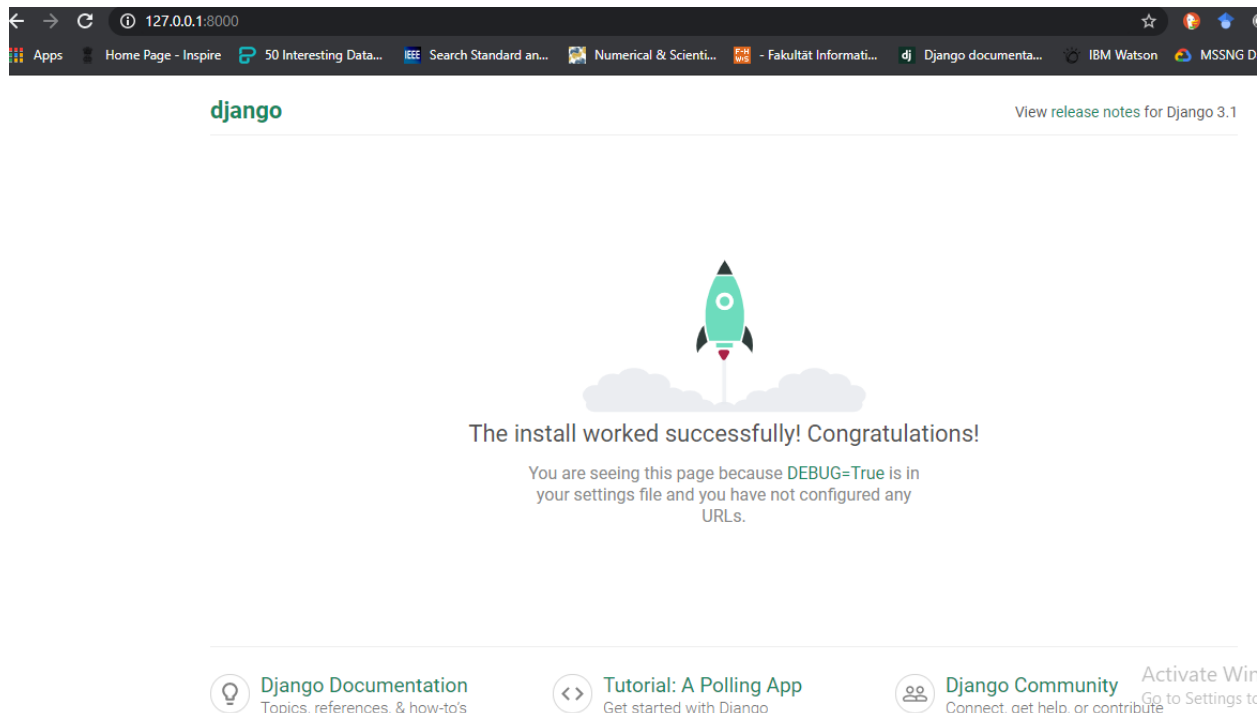 127.0.0.1:8000
Apps Home Page - Inspire 50 Interesting Data... IEEE Search Standard an... Numerical & Scienti... F-H W-S - Fakultät Informati... dj Django documenta... IBM Watson MSSNG D
django
View release notes for Django 3.1
The install worked successfully! Congratulations!
You are seeing this page because DEBUG=True is in
your settings file and you have not configured any
URLs.
Django Documentation
Topics, references, & how-to's
Tutorial: A Polling App
Get started with Django
Django Community
Connect, get help, or contribute
Activate Win
Go to Settings to